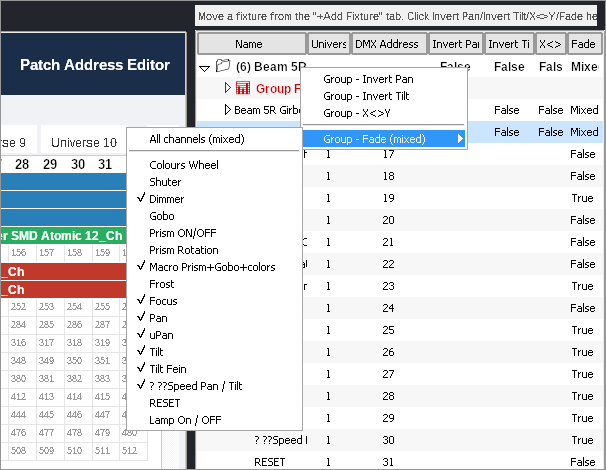 Move a fixture from the "+Add Fixture" tab. Click Invert Pan/Invert Tilt/X<>Y/Fade he
Patch Address Editor
Name Univers DMX Address Invert Pan Invert Ti X<> Fade
(6) Beam 5R False False Fals Mixed
Group F
Beam 5R Girbo False False Mixed
False False Mixed
Group - Invert Pan
Group - Invert Tilt
Group - X<>Y
Group - Fade (mixed)
1 17 False
1 18 False
1 19 True
1 20 False
1 21 False
1 22 False
1 23 True
1 24 False
1 25 True
1 26 True
1 27 True
1 28 True
1 29 True
? ??Speed 1 30 True
RESET 1 31 False
All channels (mixed)
Colours Wheel
Shuter
✓ Dimmer
Gobo
Prism ON/OFF
Prism Rotation
✓ Macro Prism+Gobo+colors
Frost
✓ Focus
✓ Pan
✓ uPan
✓ Tilt
✓ Tilt Fein
✓ ? ??Speed Pan / Tilt
RESET
Lamp On / OFF
erse 9 Universe 10
28 29 30 31
er SMD Atomic 12_Ch
156 157 158 159
_Ch
_Ch
252 253 254 255
284 285 286 287
316 317 318 319
348 349 350 351
380 381 382 383
412 413 414 415
444 445 446 447
476 477 478 479 480
508 509 510 511 512